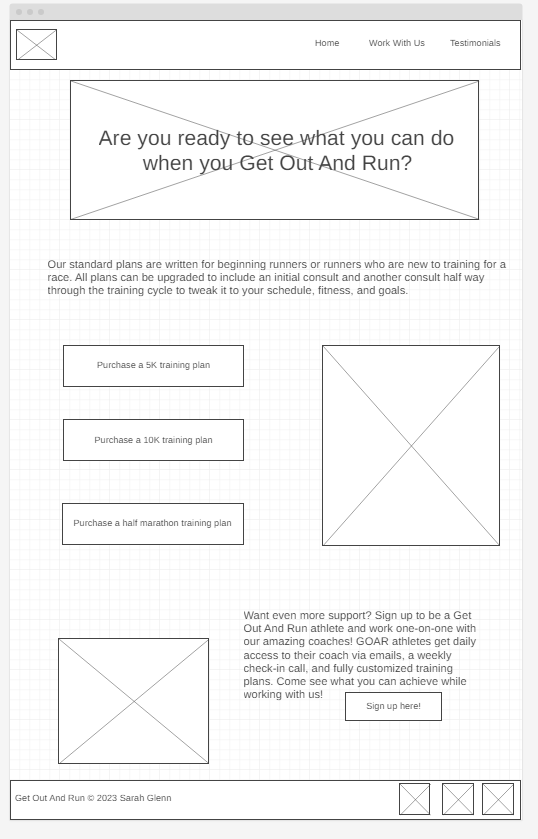 Home
Work With Us
Testimonials
Are you ready to see what you can do
when you Get Out And Run?
Our standard plans are written for beginning runners or runners who are new to training for a
race. All plans can be upgraded to include an initial consult and another consult half way
through the training cycle to tweak it to your schedule, fitness, and goals.
Purchase a 5K training plan
Purchase a 10K training plan
Purchase a half marathon training plan
Want even more support? Sign up to be a Get
Out And Run athlete and work one-on-one with
our amazing coaches! GOAR athletes get daily
access to their coach via emails, a weekly
check-in call, and fully customized training
plans. Come see what you can achieve while
working with us!
Sign up here!
Get Out And Run © 2023 Sarah Glenn